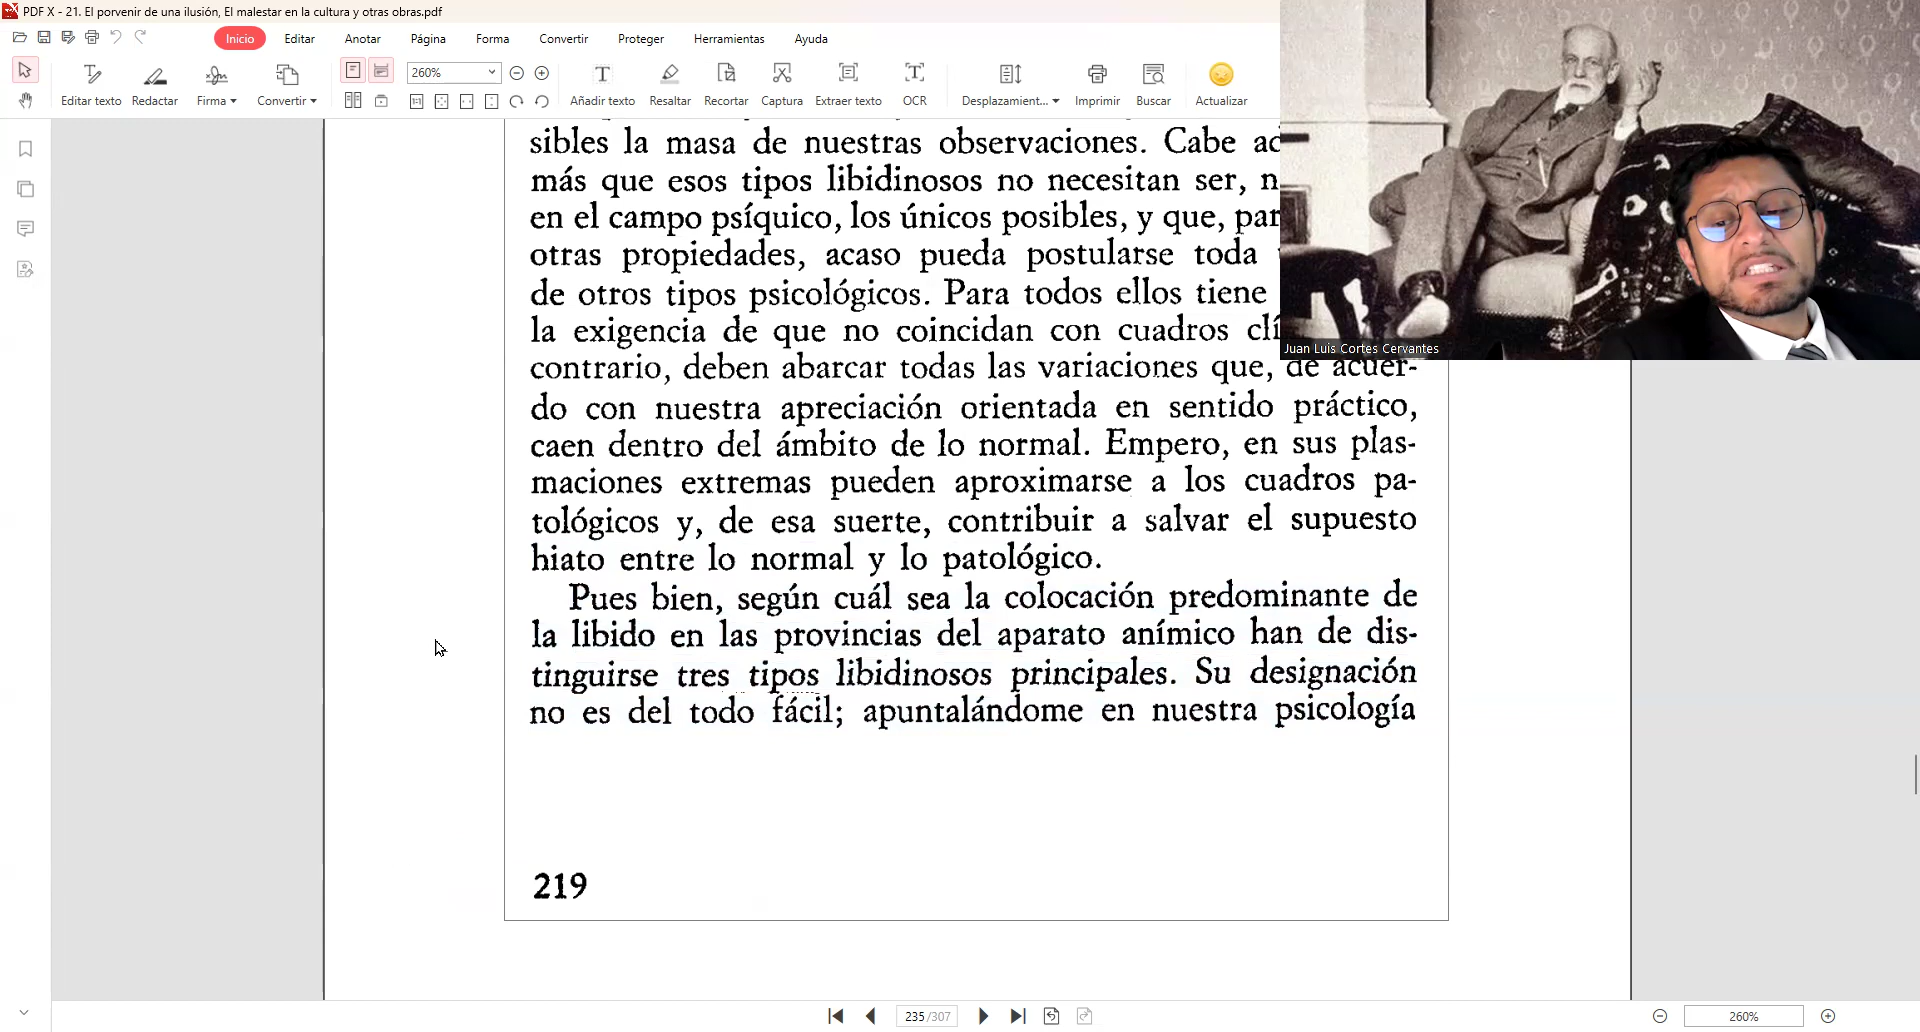 PDF X - 21. El porvenir de una ilusión, El malestar en la cultura y otras obras.pdf
Inicio Editar Anotar Página Forma Convertir Proteger Herramientas Ayuda
260%
Editar texto Redactar Firma Convertir Añadir texto Resaltar Recortar Captura Extraer texto OCR Desplazamient... Imprimir Buscar Actualizar
sibles la masa de nuestras observaciones. Cabe
más que esos tipos libidinosos no necesitan ser,
en el campo psíquico, los únicos posibles, y que,
otras propiedades, acaso pueda postularse toda
de otros tipos psicológicos. Para todos ellos tiene
la exigencia de que no coincidan con cuadros
contrario, deben abarcar todas las variaciones que, de acuer-
do con nuestra apreciación orientada en sentido práctico,
caen dentro del ámbito de lo normal. Empero, en sus plas-
maciones extremas pueden aproximarse a los cuadros pa-
tológicos y, de esa suerte, contribuir a salvar el supuesto
hiato entre lo normal y lo patológico.
Pues bien, según cuál sea la colocación predominante de
la libido en las provincias del aparato anímico han de dis-
tinguirse tres tipos libidinosos principales. Su designación
no es del todo fácil; apuntalándome en nuestra psicología
219
Juan Luis Cortes Cervantes
235/307
260%